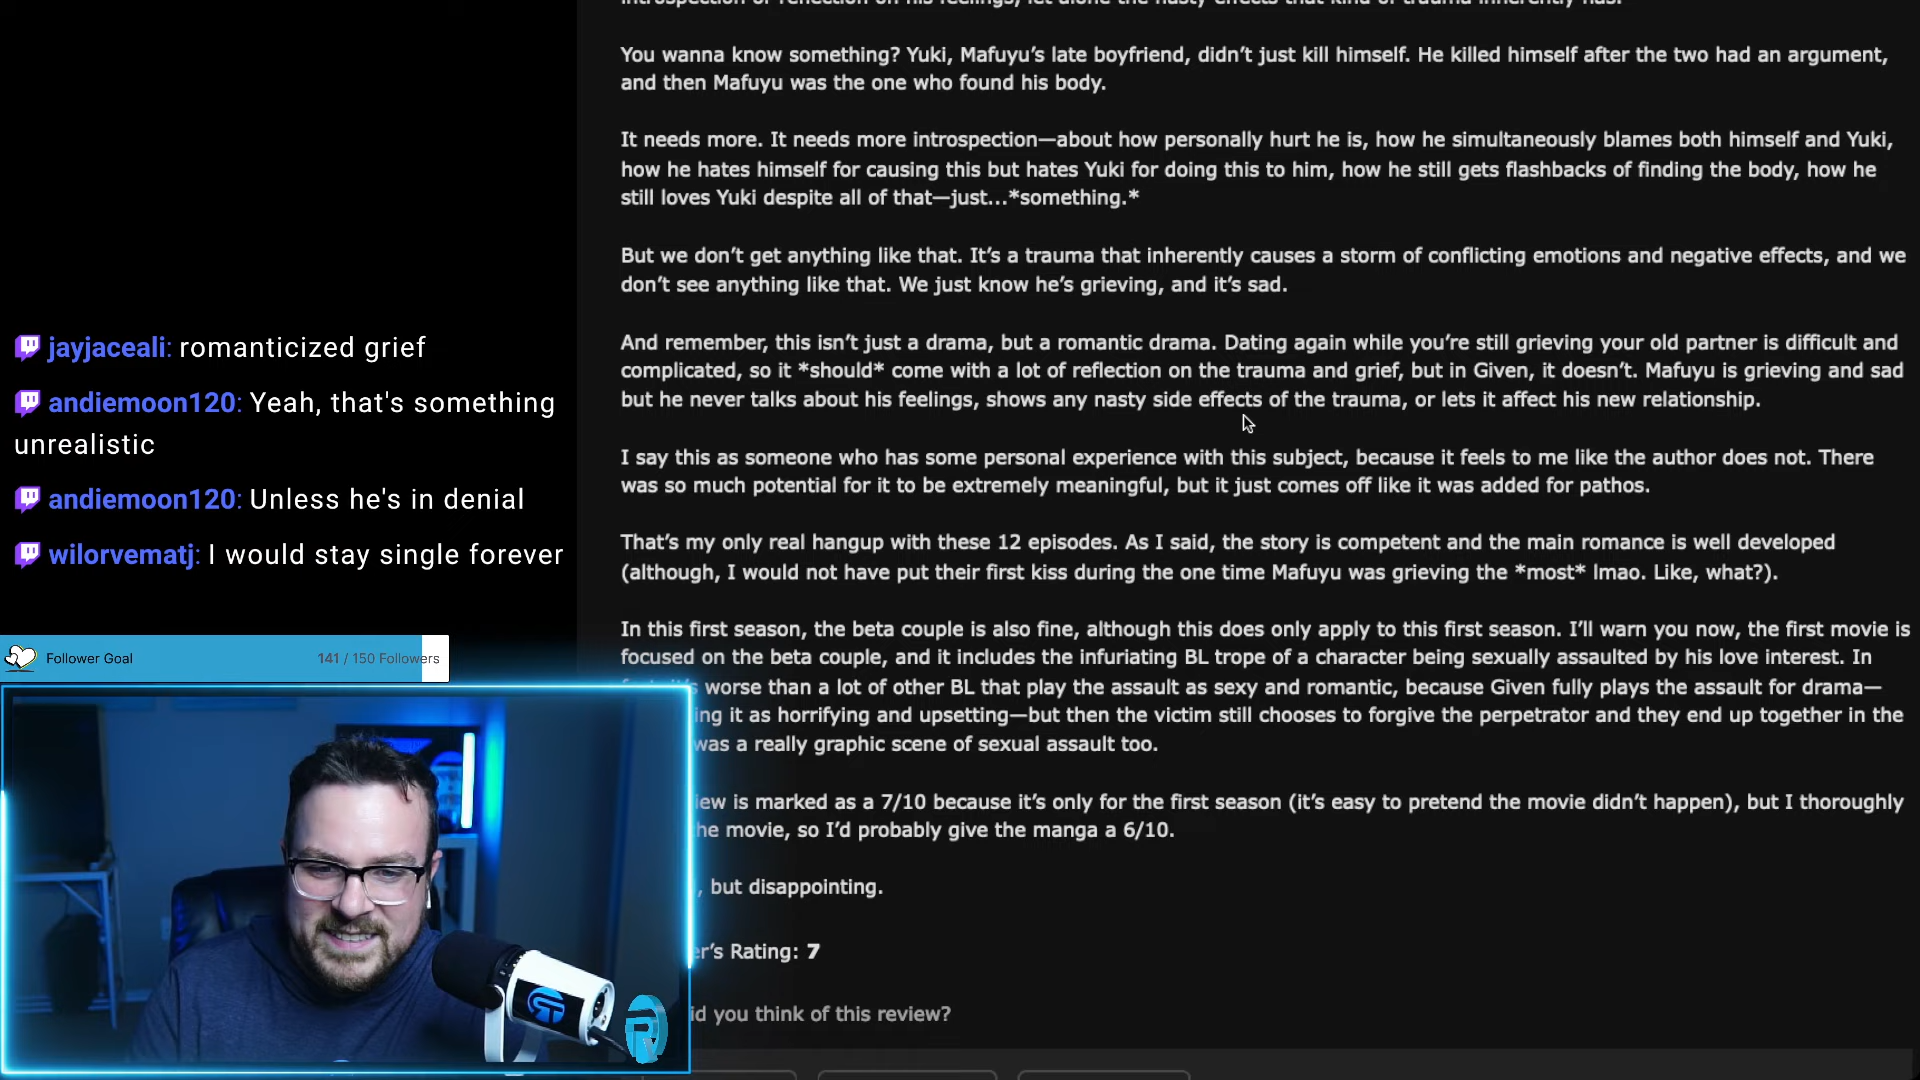 You wanna know something? Yuki, Mafuyu’s late boyfriend, didn’t just kill himself. He killed himself after the two had an argument,
and then Mafuyu was the one who found his body.
It needs more. It needs more introspection—about how personally hurt he is, how he simultaneously blames both himself and Yuki,
how he hates himself for causing this but hates Yuki for doing this to him, how he still gets flashbacks of finding the body, how he
still loves Yuki despite all of that—just...*something.*
But we don’t get anything like that. It’s a trauma that inherently causes a storm of conflicting emotions and negative effects, and we
don’t see anything like that. We just know he’s grieving, and it’s sad.
And remember, this isn’t just a drama, but a romantic drama. Dating again while you’re still grieving your old partner is difficult and
complicated, so it *should* come with a lot of reflection on the trauma and grief, but in Given, it doesn’t. Mafuyu is grieving and sad
but he never talks about his feelings, shows any nasty side effects of the trauma, or lets it affect his new relationship.
I say this as someone who has some personal experience with this subject, because it feels to me like the author does not. There
was so much potential for it to be extremely meaningful, but it just comes off like it was added for pathos.
That’s my only real hangup with these 12 episodes. As I said, the story is competent and the main romance is well developed
(although, I would not have put their first kiss during the one time Mafuyu was grieving the *most* lmao. Like, what?).
In this first season, the beta couple is also fine, although this does only apply to this first season. I’ll warn you now, the first movie is
focused on the beta couple, and it includes the infuriating BL trope of a character being sexually assaulted by his love interest. In
worse than a lot of other BL that play the assault as sexy and romantic, because Given fully plays the assault for drama—
it as horrifying and upsetting—but then the victim still chooses to forgive the perpetrator and they end up together in the
was a really graphic scene of sexual assault too.
is marked as a 7/10 because it’s only for the first season (it’s easy to pretend the movie didn’t happen), but I thoroughly
movie, so I’d probably give the manga a 6/10.
, but disappointing.
Rating: 7
you think of this review?
jayjaceali: romanticized grief
andiemoon120: Yeah, that's something
unrealistic
andiemoon120: Unless he's in denial
wilorvematj: I would stay single forever
Follower Goal
141 / 150 Followers